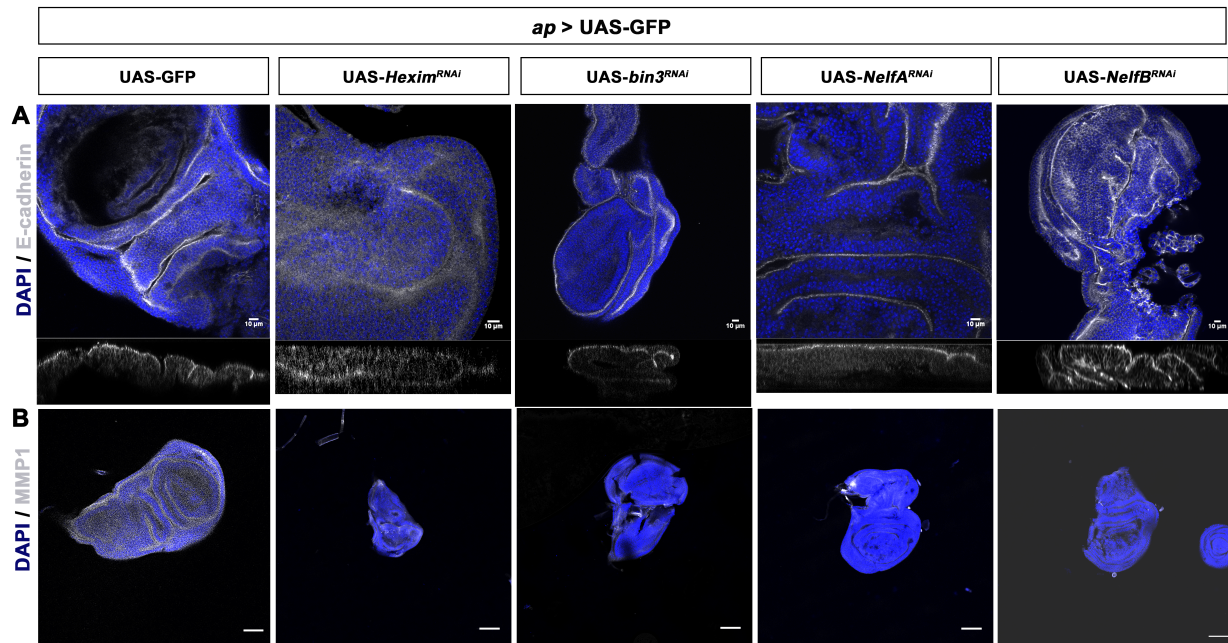 ap > UAS-GFP
UAS-GFP
UAS-HeximRNAi
UAS-bin3RNAi
UAS-NelfARNAi
UAS-NelfBRNAi
A
DAPI / E-cadherin
10 µm
10 µm
10 µm
10 µm
10 µm
B
DAPI / MMP1